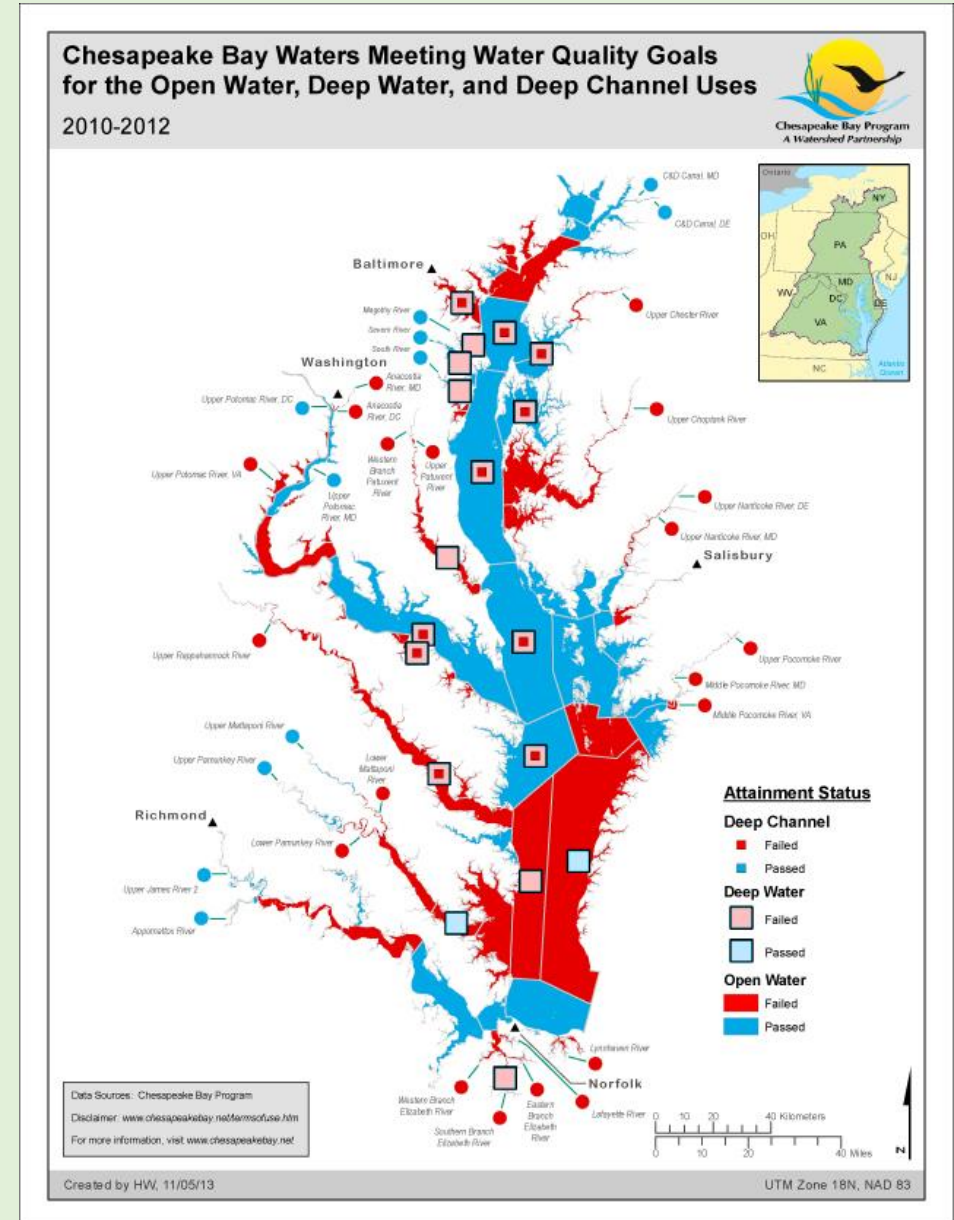 Chesapeake Bay Waters Meeting Water Quality Goals
for the Open Water, Deep Water, and Deep Channel Uses
2010-2012
Chesapeake Bay Program
A Watershed Partnership
Ontario
NY
OH
PA
NJ
MD
WV
DC
DE
VA
NC
Atlantic
Ocean
C&D Canal, MD
C&D Canal, DE
Baltimore
Magothy River
Severn River
South River
Upper Chester River
Washington
Anacostia
River, MD
Upper Potomac River, DC
Anacostia
River, DC
Upper Choptank River
Western
Branch
Patuxent
River
Upper
Patuxent
River
Upper Potomac River, VA
Upper
Potomac
River, MD
Upper Nanticoke River, DE
Upper Nanticoke River, MD
Salisbury
Upper Rappahannock River
Upper Pocomoke River
Middle Pocomoke River, MD
Middle Pocomoke River, VA
Upper Mattaponi River
Upper Pamunkey River
Lower
Mattaponi
River
Richmond
Lower Pamunkey River
Upper James River 2
Appomattox River
Attainment Status
Deep Channel
Failed
Passed
Deep Water
Failed
Passed
Open Water
Failed
Passed
Lynnhaven River
Norfolk
Western Branch
Elizabeth River
Southern Branch
Elizabeth River
Eastern
Branch
Elizabeth
River
Lafayette River
0 10 20 40 Kilometers
0 10 20 40 Miles
N
Data Sources: Chesapeake Bay Program
Disclaimer: www.chesapeakebay.net/termsofuse.htm
For more information, visit www.chesapeakebay.net
Created by HW, 11/05/13
UTM Zone 18N, NAD 83